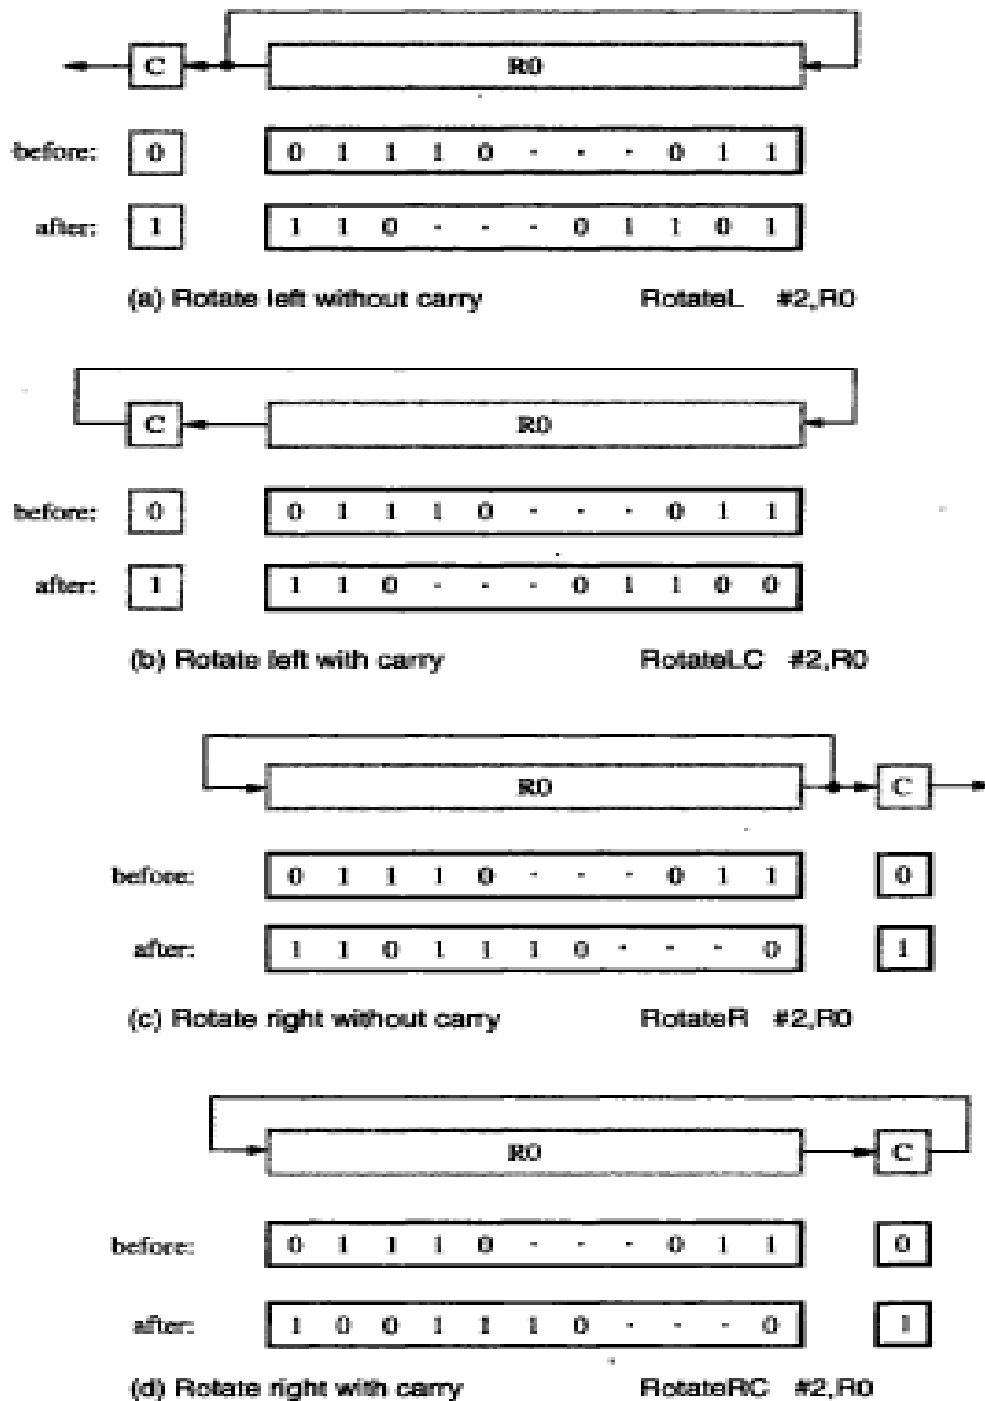 C R0
before: 0 0 1 1 1 0 · · · 0 1 1
after: 1 1 1 0 · · · 0 1 1 0 1
(a) Rotate left without carry RotateL #2,R0
C R0
before: 0 0 1 1 1 0 · · · 0 1 1
after: 1 1 1 0 · · · 0 1 1 0 0
(b) Rotate left with carry RotateLC #2,R0
R0 C
before: 0 1 1 1 0 · · · 0 1 1 0
after: 1 1 0 1 1 1 0 · · · 0 1
(c) Rotate right without carry RotateR #2,R0
R0 C
before: 0 1 1 1 0 · · · 0 1 1 0
after: 1 0 0 1 1 1 0 · · · 0 1
(d) Rotate right with carry RotateRC #2,R0